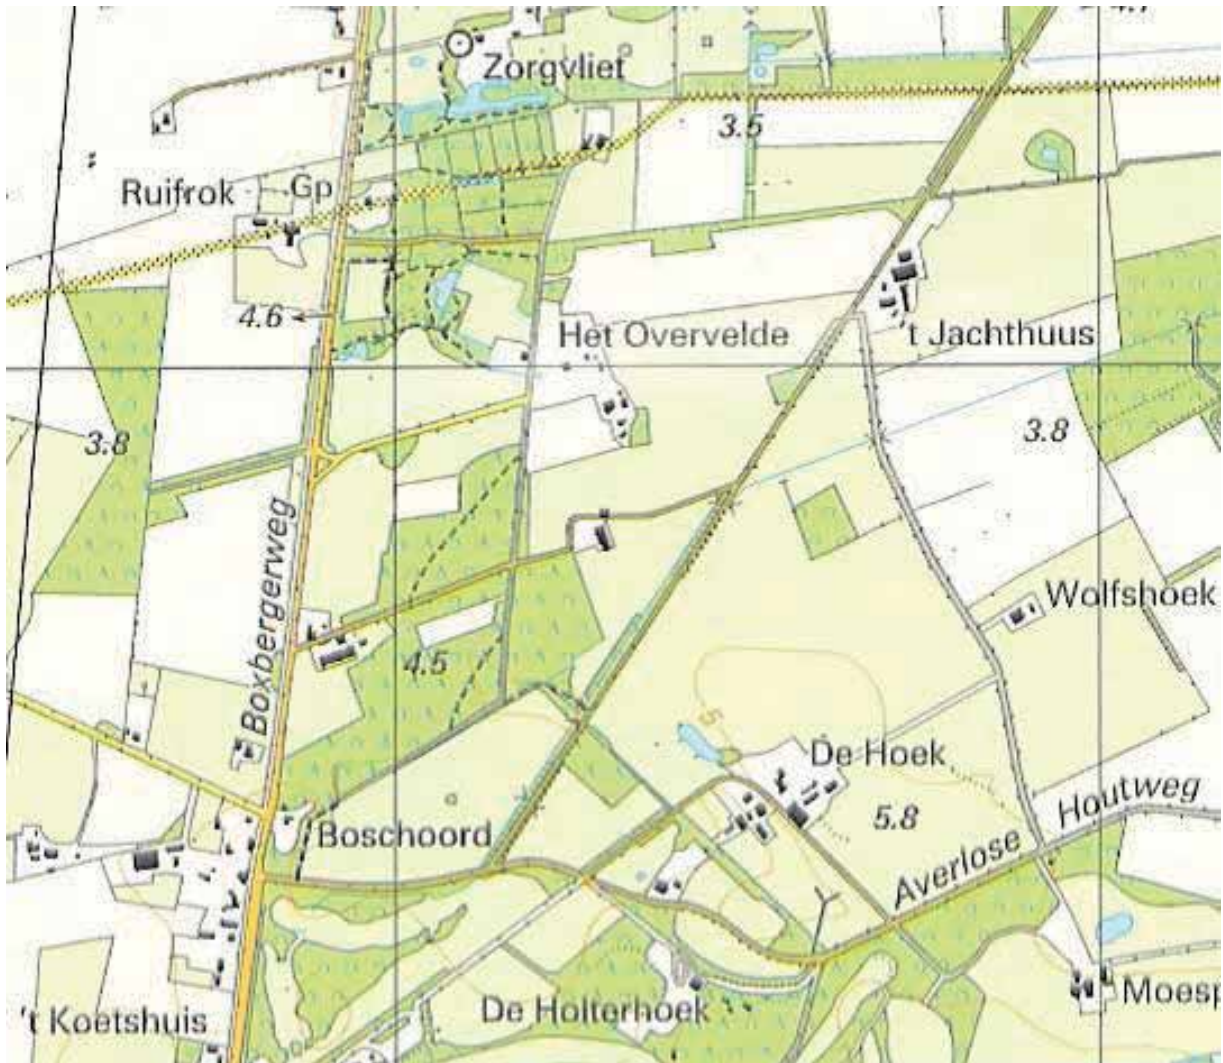 Zorgvliet
3.5
Ruifrok
Gp
4.6
Het Overvelde
't Jachthuus
3.8
3.8
Boxbergerweg
Wolfshoek
4.5
5
De Hoek
5.8
Houtweg
Averlose
Boschoord
't Koetshuis
De Holterhoek
Moesp